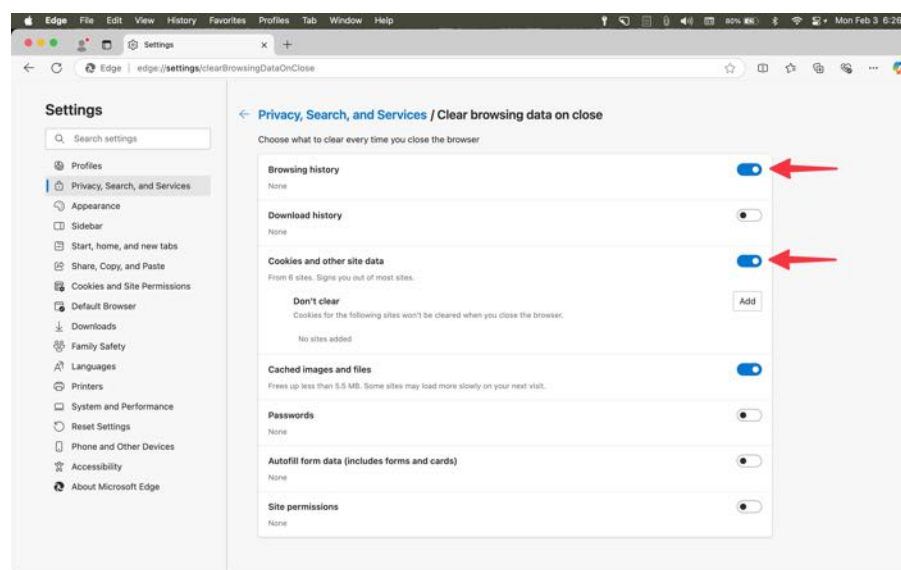 Edge File Edit View History Favorites Profiles Tab Window Help 80% Mon Feb 3 6:26
Settings
Edge | edge://settings/clearBrowsingDataOnClose
Settings
Search settings
Profiles
Privacy, Search, and Services
Appearance
Sidebar
Start, home, and new tabs
Share, Copy, and Paste
Cookies and Site Permissions
Default Browser
Downloads
Family Safety
Languages
Printers
System and Performance
Reset Settings
Phone and Other Devices
Accessibility
About Microsoft Edge
Privacy, Search, and Services / Clear browsing data on close
Choose what to clear every time you close the browser
Browsing history
None
Download history
None
Cookies and other site data
From 6 sites. Signs you out of most sites.
Don't clear
Add
Cookies for the following sites won't be cleared when you close the browser.
No sites added
Cached images and files
Frees up less than 5.5 MB. Some sites may load more slowly on your next visit.
Passwords
None
Autofill form data (includes forms and cards)
None
Site permissions
None